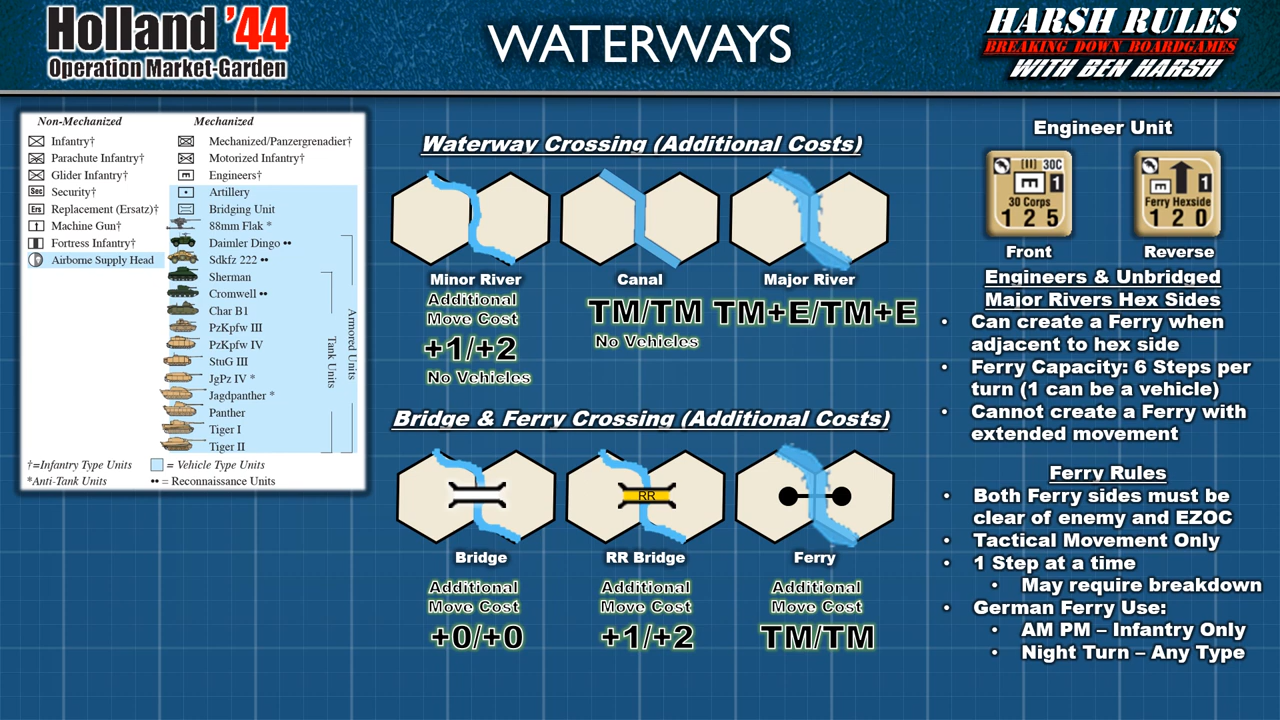 Holland '44
Operation Market-Garden
WATERWAYS
HARSH RULES
BREAKING DOWN BOARDGAMES
WITH BEN HARSH
Non-Mechanized
Infantry†
Parachute Infantry†
Glider Infantry†
Sec Security†
Ers Replacement (Ersatz)†
Machine Gun†
Fortress Infantry†
Airborne Supply Head
Mechanized
Mechanized/Panzergrenadier†
Motorized Infantry†
Engineers†
Artillery
Bridging Unit
88mm Flak *
Daimler Dingo ••
Sdkfz 222 ••
Sherman
Cromwell ••
Char B1
PzKpfw III
PzKpfw IV
StuG III
JgPz IV *
Jagdpanther *
Panther
Tiger I
Tiger II
Tank Units
Armored Units
†=Infantry Type Units
= Vehicle Type Units
*Anti-Tank Units
•• = Reconnaissance Units
Waterway Crossing (Additional Costs)
Minor River
Additional
Move Cost
+1/+2
No Vehicles
Canal
TM/TM
No Vehicles
Major River
TM+E/TM+E
Bridge & Ferry Crossing (Additional Costs)
Bridge
Additional
Move Cost
+0/+0
RR
RR Bridge
Additional
Move Cost
+1/+2
Ferry
Additional
Move Cost
TM/TM
Engineer Unit
[II] 30C
1
30 Corps
1 2 5
Front
1
Ferry Hexside
1 2 0
Reverse
Engineers & Unbridged
Major Rivers Hex Sides
• Can create a Ferry when
adjacent to hex side
• Ferry Capacity: 6 Steps per
turn (1 can be a vehicle)
• Cannot create a Ferry with
extended movement
Ferry Rules
• Both Ferry sides must be
clear of enemy and EZOC
• Tactical Movement Only
• 1 Step at a time
• May require breakdown
• German Ferry Use:
• AM PM – Infantry Only
• Night Turn – Any Type